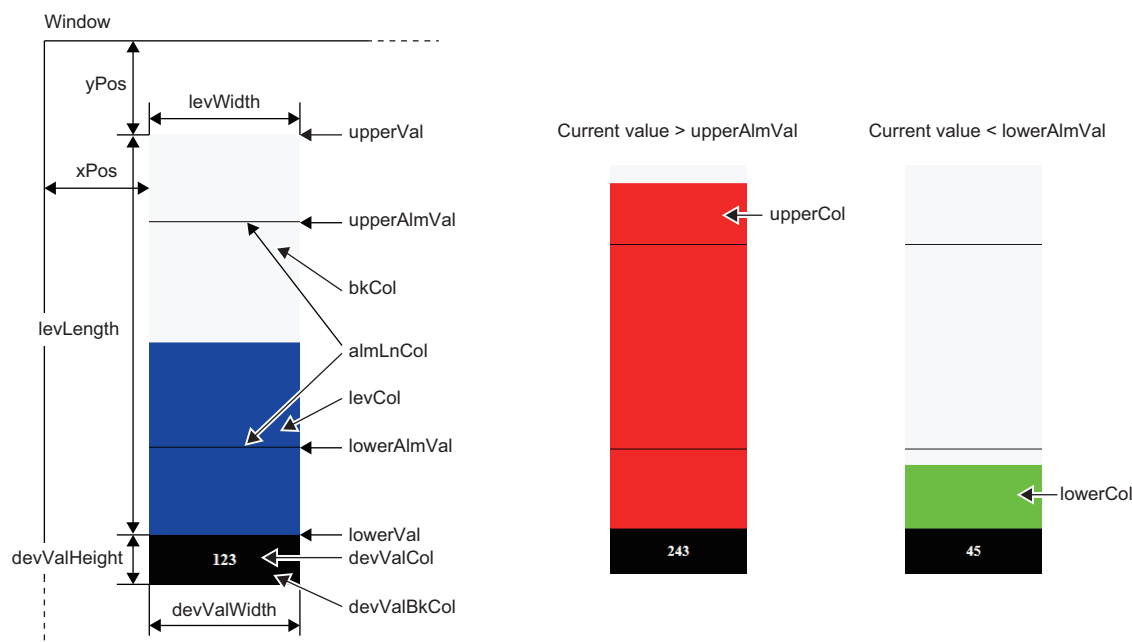 Window
yPos
levWidth
upperVal
xPos
upperAlmVal
bkCol
levLength
almLnCol
levCol
lowerAlmVal
lowerVal
devValHeight
123
devValCol
devValBkCol
devValWidth
Current value > upperAlmVal
upperCol
243
Current value < lowerAlmVal
lowerCol
45